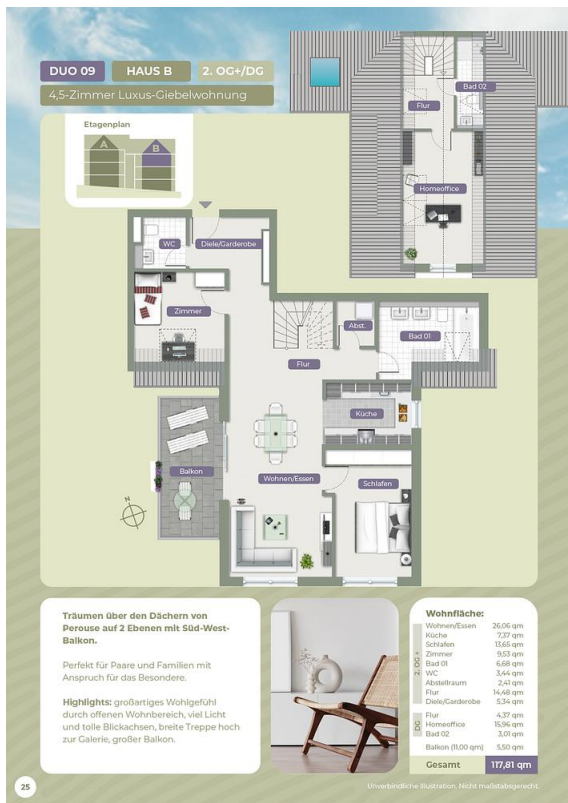 DUO 09 HAUS B 2. OG+/DG
4,5-Zimmer Luxus-Giebelwohnung
Etagenplan
A B
Bad 02
Flur
Homeoffice
WC Diele/Garderobe
Zimmer
Abst.
Bad 01
Flur
Küche
Balkon
Wohnen/Essen
Schlafen
N
Träumen über den Dächern von
Perouse auf 2 Ebenen mit Süd-West-
Balkon.
Perfekt für Paare und Familien mit
Anspruch für das Besondere.
Highlights: großartiges Wohlgefühl
durch offenen Wohnbereich, viel Licht
und tolle Blickachsen, breite Treppe hoch
zur Galerie, großer Balkon.
Wohnfläche:
2. OG +
Wohnen/Essen 26,06 qm
Küche 7,37 qm
Schlafen 13,65 qm
Zimmer 9,53 qm
Bad 01 6,68 qm
WC 3,44 qm
Abstellraum 2,41 qm
Flur 14,48 qm
Diele/Garderobe 5,34 qm
DG
Flur 4,37 qm
Homeoffice 15,96 qm
Bad 02 3,01 qm
Balkon (11,00 qm) 5,50 qm
Gesamt 117,81 qm
25
Unverbindliche Illustration. Nicht maßstabsgerecht.